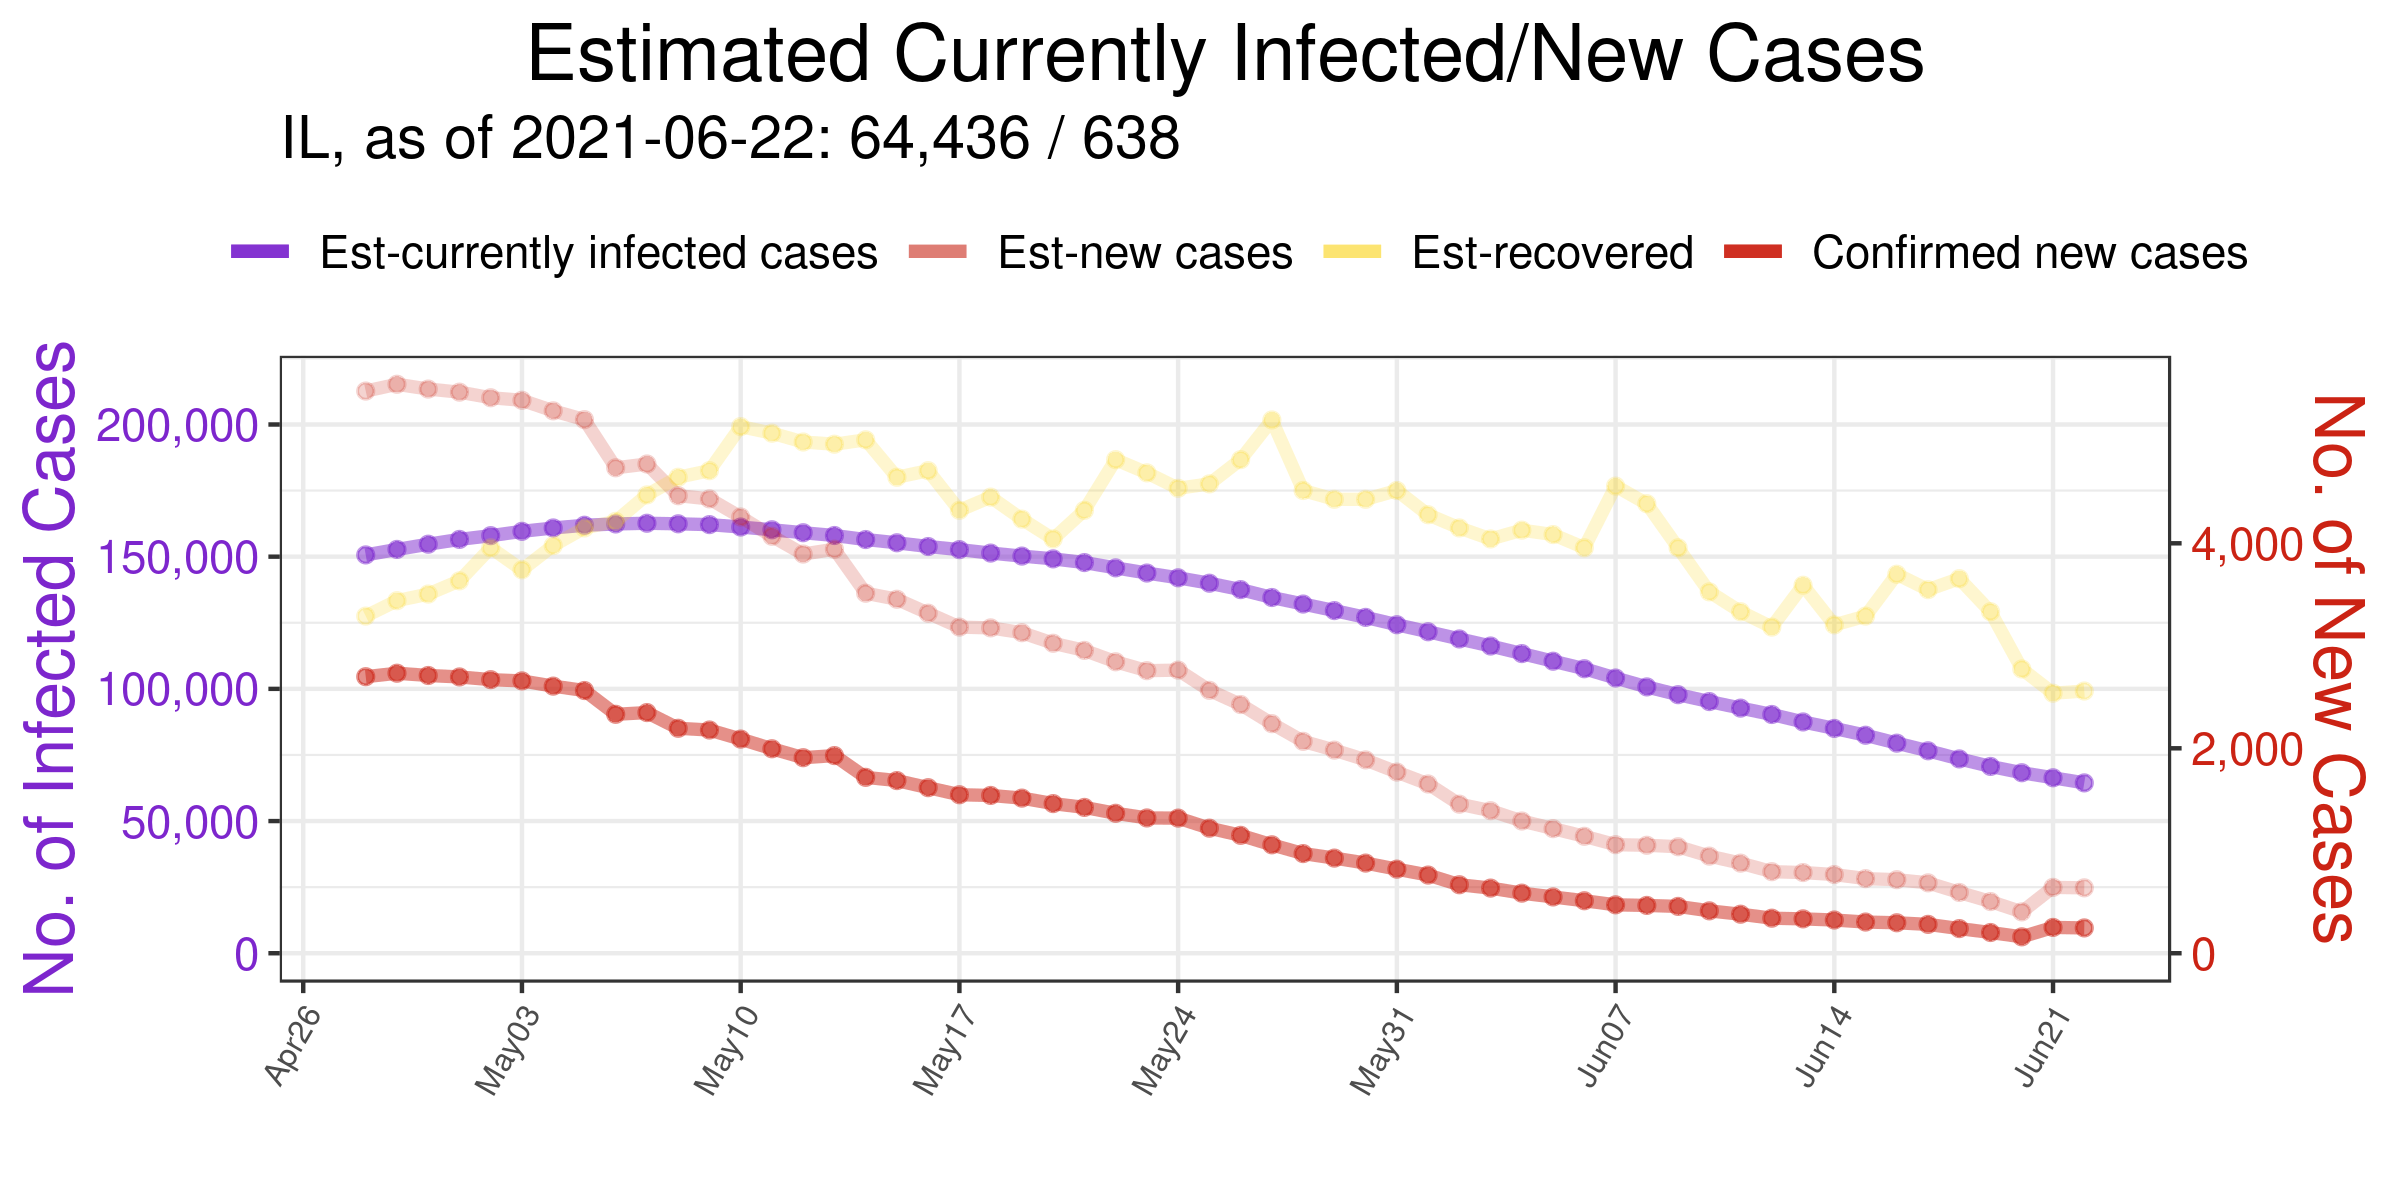 Estimated Currently Infected/New Cases
IL, as of 2021-06-22: 64,436 / 638
Est-currently infected cases Est-new cases Est-recovered Confirmed new cases
No. of Infected Cases
200,000
150,000
100,000
50,000
0
4,000
2,000
0
No. of New Cases
Apr26 May03 May10 May17 May24 May31 Jun07 Jun14 Jun21